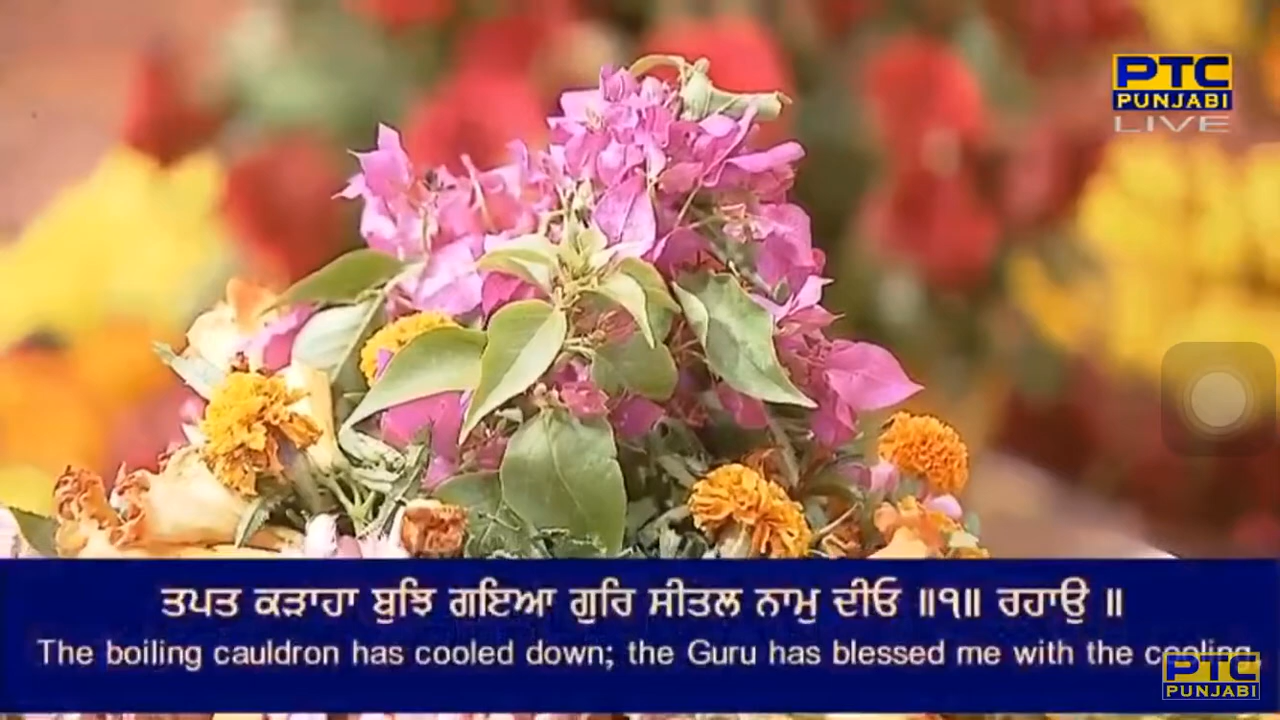 PTC
PUNJABI
LIVE
ਤਪਤ ਕੜਾਹਾ ਬੁਝਿ ਗਇਆ ਗੁਰਿ ਸੀਤਲ ਨਾਮੁ ਦੀਓ ॥੧॥ ਰਹਾਉ ॥
The boiling cauldron has cooled down; the Guru has blessed me with the cooling,
PTC
PUNJABI